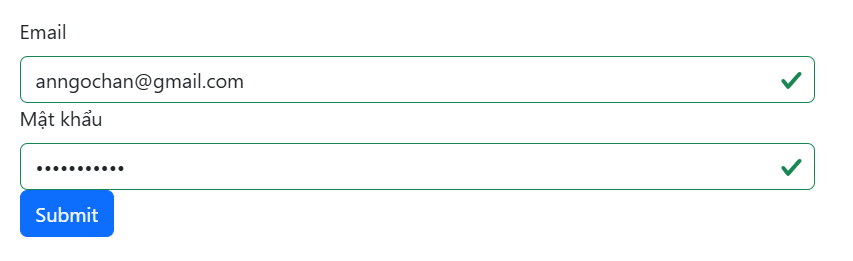 Email
anngochan@gmail.com
Mật khẩu
•••••••••••
Submit